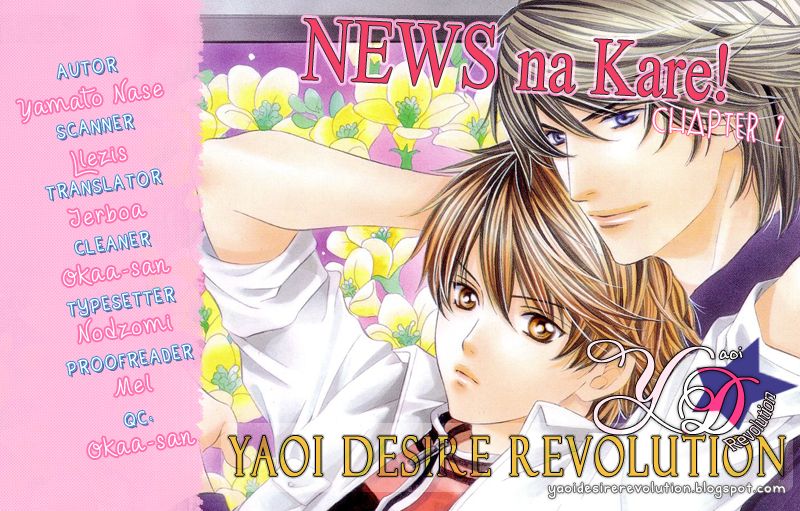 AUTOR
Yamato Nase
SCANNER
Llezis
TRANSLATOR
Jerboa
CLEANER
Okaa-san
TYPESETTER
Nodzomi
PROOFREADER
Mel
QC:
Okaa-san
NEWS na Kare!
CHAPTER 2
Yaoi
D
Revolution
YAOI DESIRE REVOLUTION
yaoidesirerevolution.blogspot.com